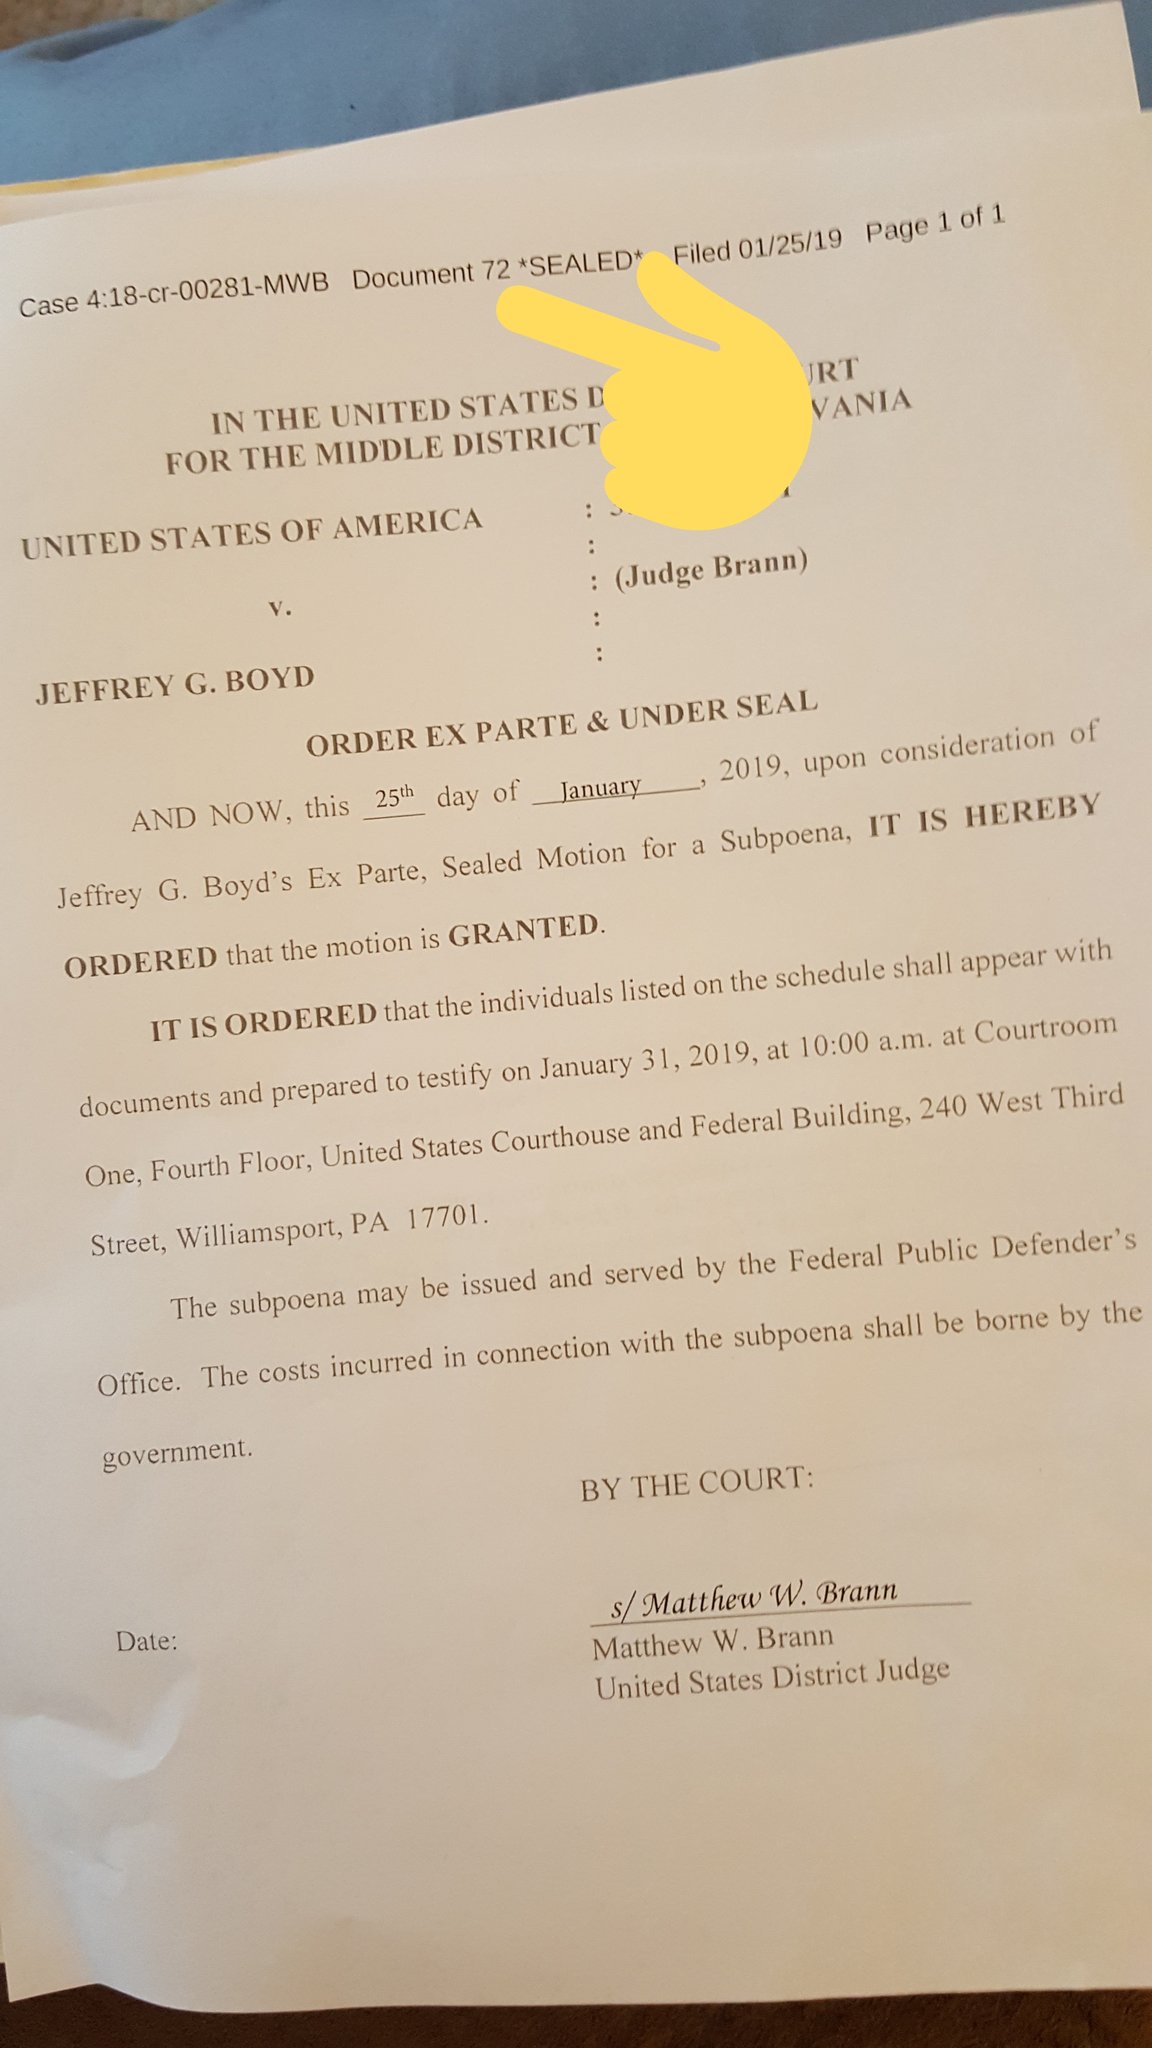 Case 4:18-cr-00281-MWB Document 72 *SEALED* Filed 01/25/19 Page 1 of 1
IN THE UNITED STATES
FOR THE MIDDLE DISTRICT
UNITED STATES OF AMERICA :
:
: (Judge Brann)
v.
:
:
JEFFREY G. BOYD
ORDER EX PARTE & UNDER SEAL
AND NOW, this 25th day of January, 2019, upon consideration of
Jeffrey G. Boyd's Ex Parte, Sealed Motion for a Subpoena, IT IS HEREBY
ORDERED that the motion is GRANTED.
IT IS ORDERED that the individuals listed on the schedule shall appear with
documents and prepared to testify on January 31, 2019, at 10:00 a.m. at Courtroom
One, Fourth Floor, United States Courthouse and Federal Building, 240 West Third
Street, Williamsport, PA 17701.
The subpoena may be issued and served by the Federal Public Defender's
Office. The costs incurred in connection with the subpoena shall be borne by the
government.
BY THE COURT:
s/ Matthew W. Brann
Date:
Matthew W. Brann
United States District Judge